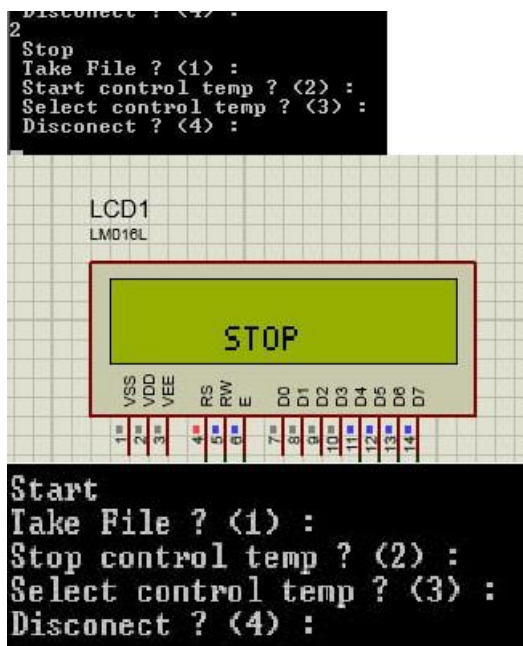 Disconect ? (4) :
2
Stop
Take File ? (1) :
Start control temp ? (2) :
Select control temp ? (3) :
Disconect ? (4) :
LCD1
LM016L
STOP
VSS VDD VEE RS RW E D0 D1 D2 D3 D4 D5 D6 D7
1 2 3 4 5 6 7 8 9 10 11 12 13 14
Start
Take File ? (1) :
Stop control temp ? (2) :
Select control temp ? (3) :
Disconect ? (4) :